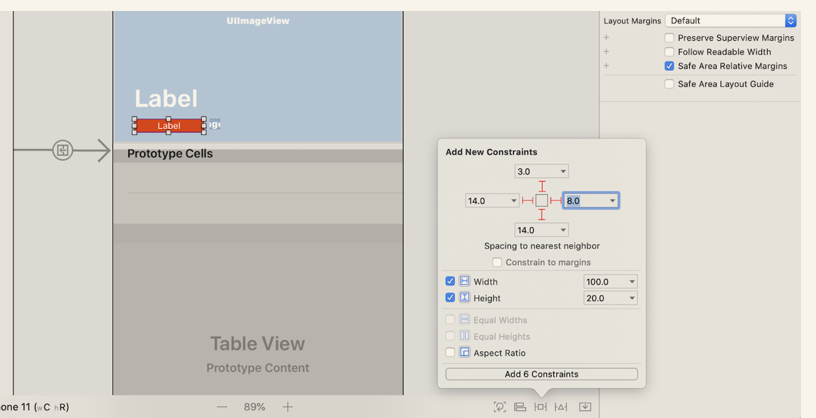 UIImageView
Label
Label
Prototype Cells
Table View
Prototype Content
one 11 (wC hR)
89%
Layout Margins Default
Preserve Superview Margins
Follow Readable Width
Safe Area Relative Margins
Safe Area Layout Guide
Add New Constraints
3.0
14.0
8.0
14.0
Spacing to nearest neighbor
Constrain to margins
Width 100.0
Height 20.0
Equal Widths
Equal Heights
Aspect Ratio
Add 6 Constraints